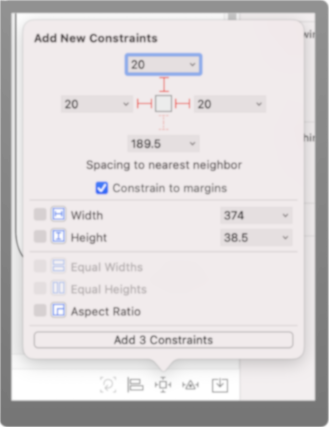 Add New Constraints
20
20 20
189.5
Spacing to nearest neighbor
Constrain to margins
Width 374
Height 38.5
Equal Widths
Equal Heights
Aspect Ratio
Add 3 Constraints